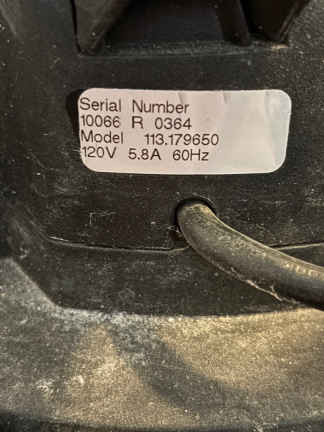 Serial Number
10066 R 0364
Model 113.179650
120V 5.8A 60Hz